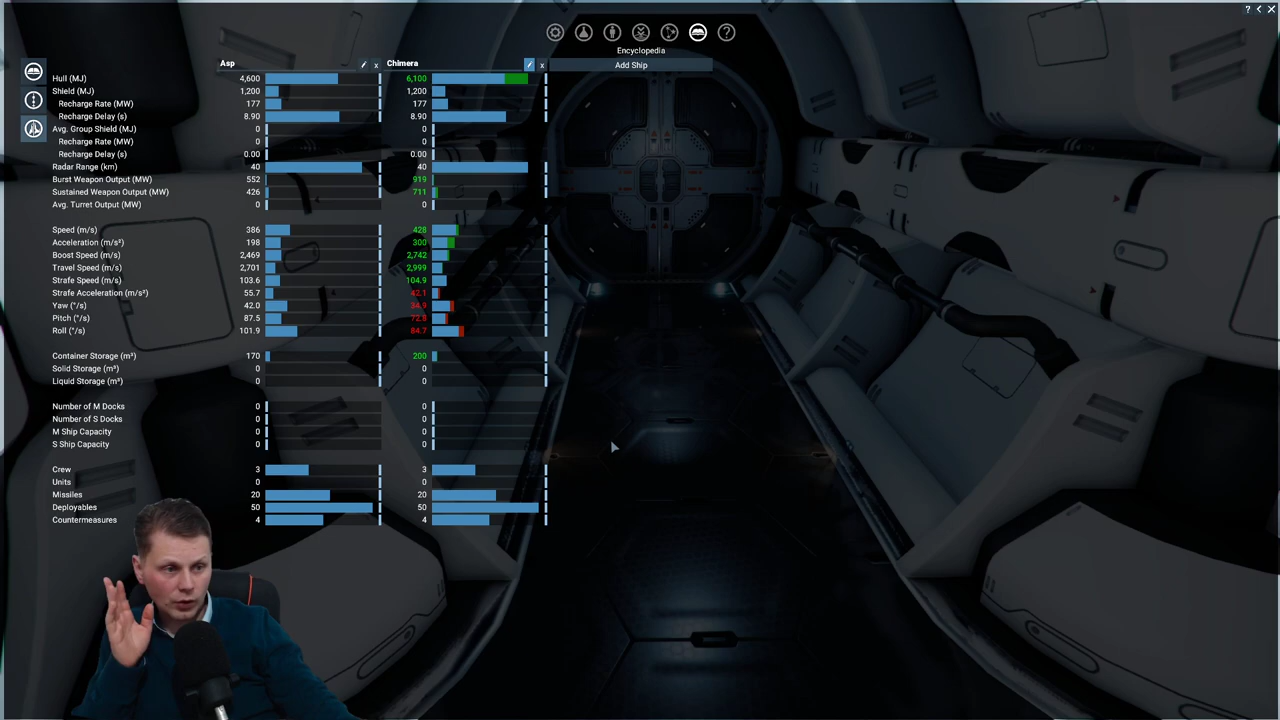 ? < X
Encyclopedia
Asp x Chimera x Add Ship
Hull (MJ) 4,600 6,100
Shield (MJ) 1,200 1,200
Recharge Rate (MW) 177 177
Recharge Delay (s) 8.90 8.90
Avg. Group Shield (MJ) 0 0
Recharge Rate (MW) 0 0
Recharge Delay (s) 0.00 0.00
Radar Range (km) 40 40
Burst Weapon Output (MW) 552 919
Sustained Weapon Output (MW) 426 711
Avg. Turret Output (MW) 0 0
Speed (m/s) 386 428
Acceleration (m/s²) 198 300
Boost Speed (m/s) 2,469 2,742
Travel Speed (m/s) 2,701 2,999
Strafe Speed (m/s) 103.6 104.9
Strafe Acceleration (m/s²) 55.7 42.1
Yaw (°/s) 42.0 34.9
Pitch (°/s) 87.5
Roll (°/s) 101.9 84.7
Container Storage (m³) 170 200
Solid Storage (m³) 0 0
Liquid Storage (m³) 0 0
Number of M Docks 0 0
Number of S Docks 0 0
M Ship Capacity 0 0
S Ship Capacity 0 0
Crew 3 3
Units 0 0
Missiles 20 20
Deployables 50 50
Countermeasures 4 4